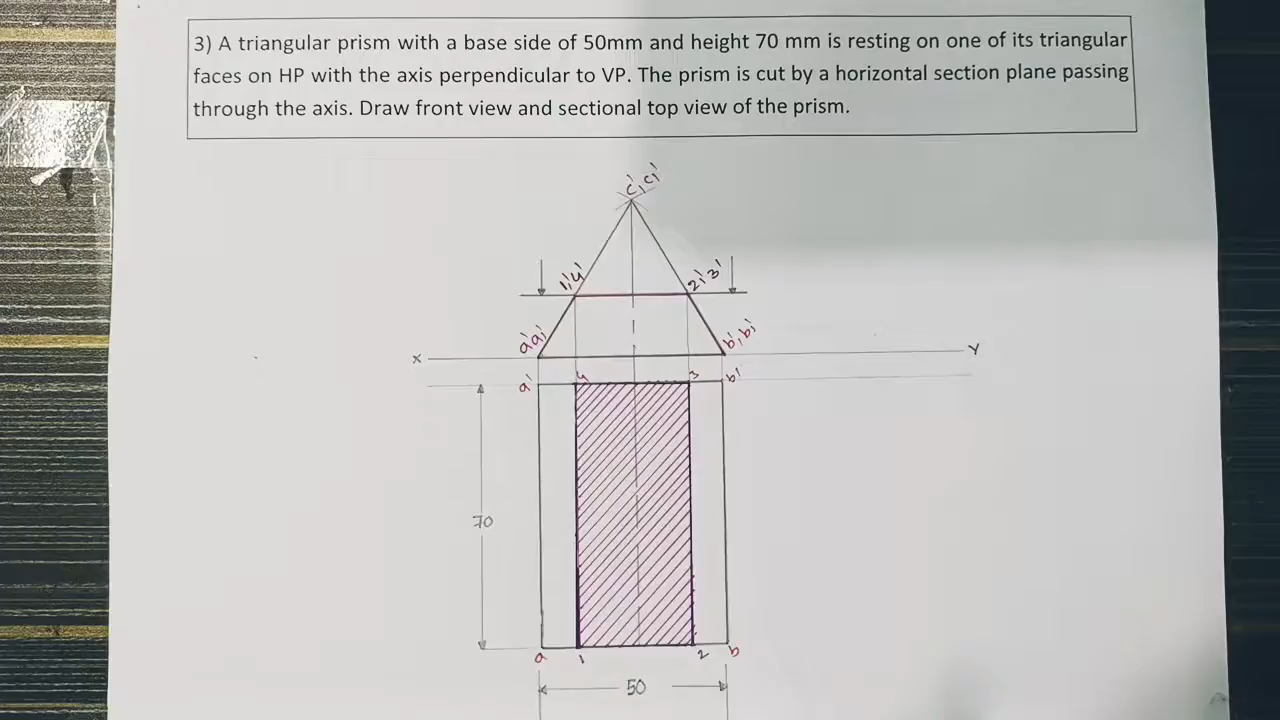 3) A triangular prism with a base side of 50mm and height 70 mm is resting on one of its triangular
faces on HP with the axis perpendicular to VP. The prism is cut by a horizontal section plane passing
through the axis. Draw front view and sectional top view of the prism.
c',c₁'
1',4' 2',3'
a'a₁' b',b₁'
X Y
a' 4 3 b'
70
a 1 2 b
50